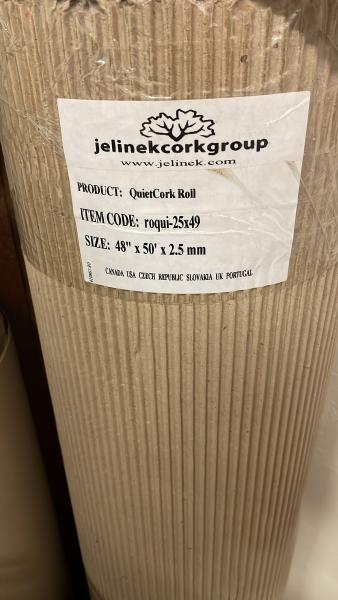 jelinekcorkgroup
www.jelinek.com
PRODUCT: QuietCork Roll
ITEM CODE: roqui-25x49
SIZE: 48" x 50' x 2.5 mm
CANADA USA CZECH REPUBLIC SLOVAKIA UK PORTUGAL